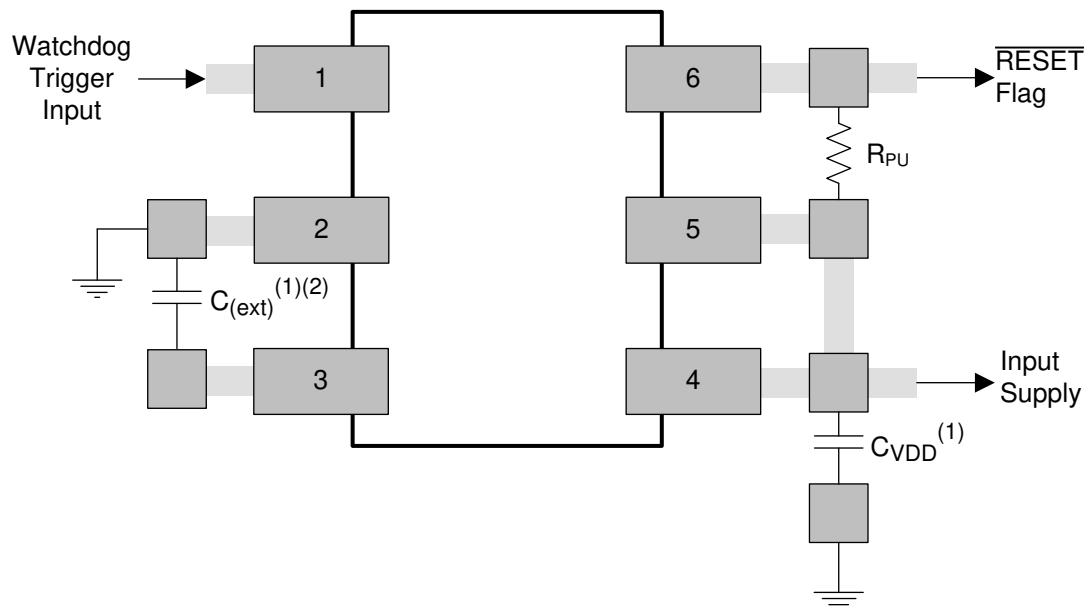 Watchdog
Trigger
Input
1
2
3
C(ext)(1)(2)
6
5
4
RESET
Flag
RPU
Input
Supply
CVDD(1)